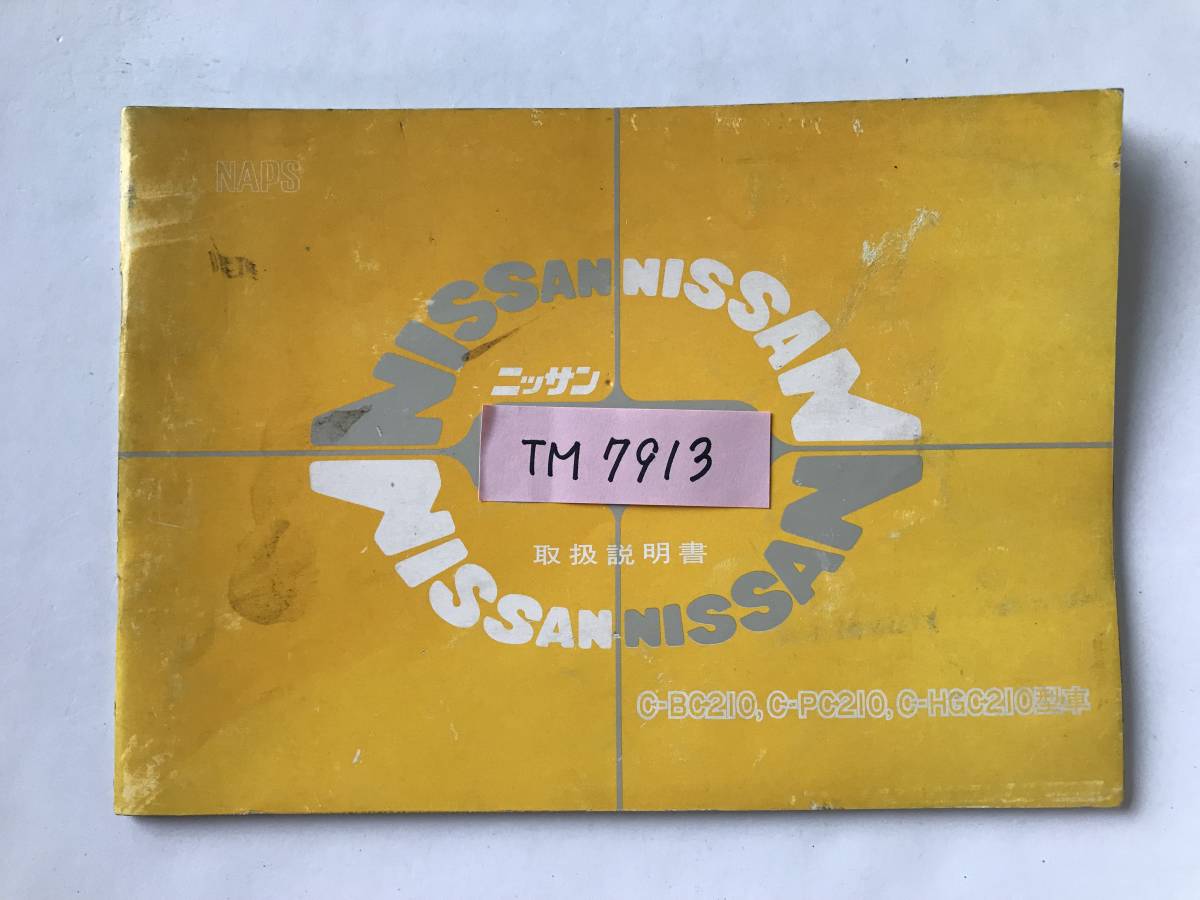 NAPS
NISSAN NISSAN
ニッサン
TM 7913
取扱説明書
NISSAN NISSAN
C-BC210, C-PC210, C-HGC210型車